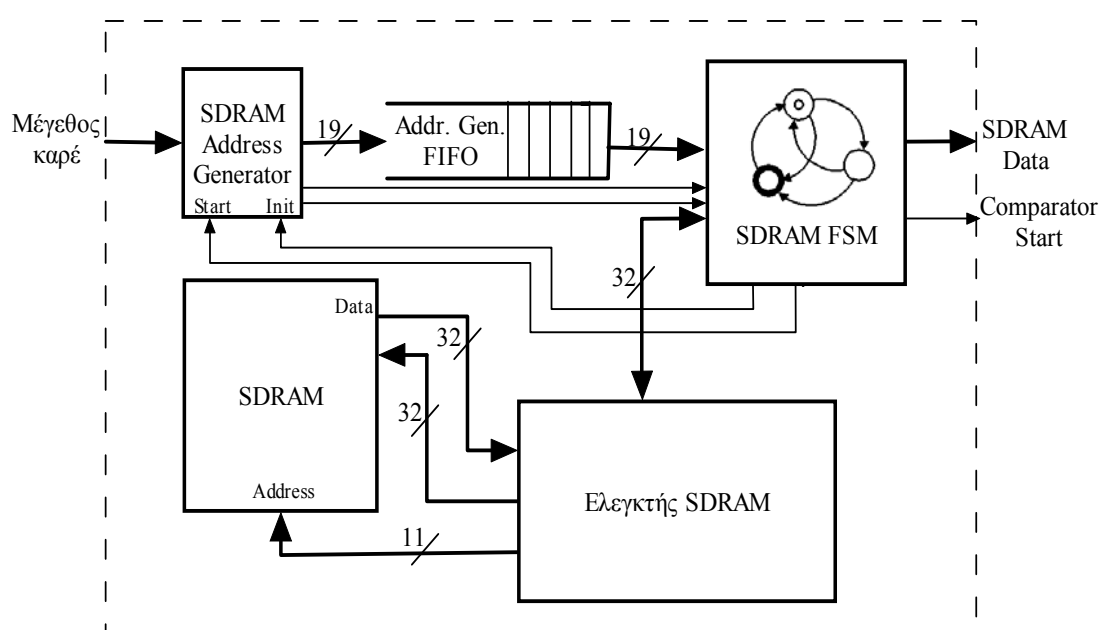 Μέγεθος
καρέ
SDRAM
Address
Generator
Start Init
19
Addr. Gen.
FIFO
19
SDRAM FSM
SDRAM
Data
Comparator
Start
32
Data
32
SDRAM
32
Address
11
Ελεγκτής SDRAM